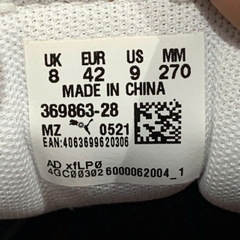 UK EUR US MM
8 42 9 270
MADE IN CHINA
369863-28
MZ 0521
EAN:4063699620306
AD xfLPØ
4GC00302 6000062004_1